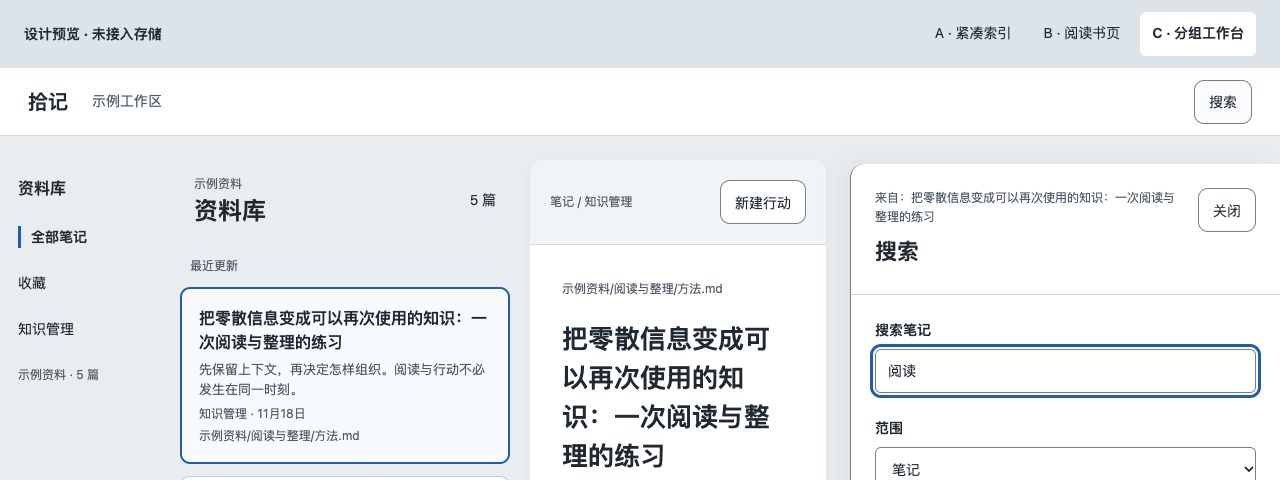 设计预览 · 未接入存储
A · 紧凑索引
B · 阅读书页
C · 分组工作台
拾记
示例工作区
搜索
资料库
全部笔记
收藏
知识管理
示例资料 · 5 篇
示例资料
资料库
5 篇
最近更新
把零散信息变成可以再次使用的知识：一
次阅读与整理的练习
先保留上下文，再决定怎样组织。阅读与行动不必
发生在同一时刻。
知识管理 · 11月18日
示例资料/阅读与整理/方法.md
笔记 / 知识管理
新建行动
示例资料/阅读与整理/方法.md
把零散信息变成可
以再次使用的知
识：一次阅读与整
理的练习
来自：把零散信息变成可以再次使用的知识：一次阅读与
整理的练习
搜索
关闭
搜索笔记
阅读
范围
笔记